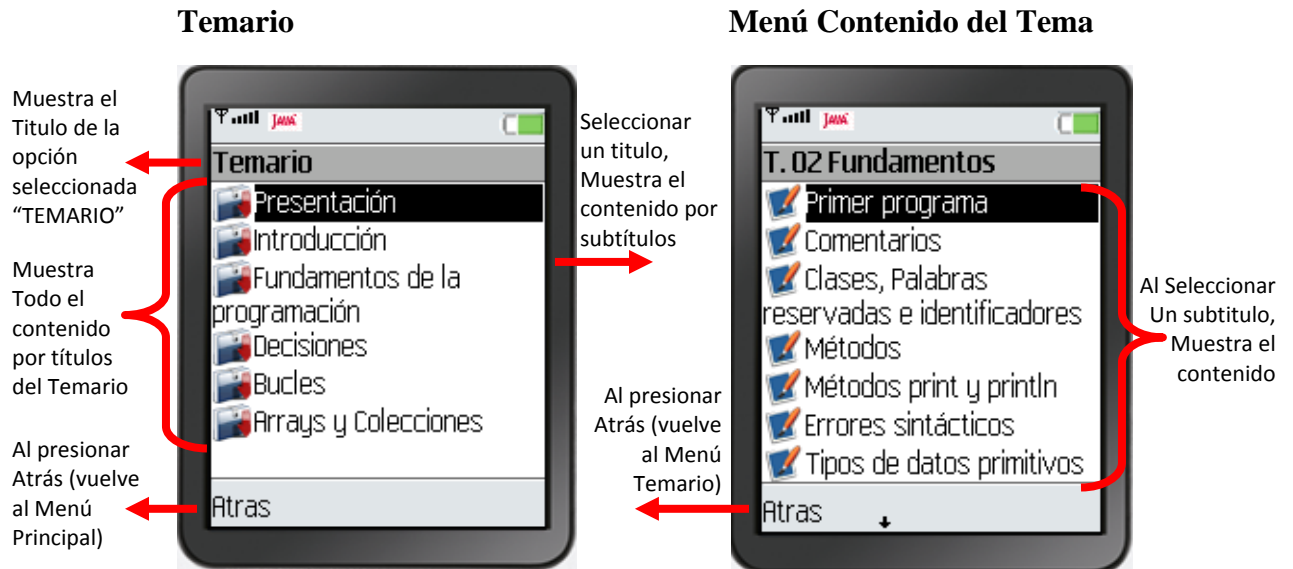 Temario
Menú Contenido del Tema
Muestra el
Titulo de la
opción
seleccionada
“TEMARIO”
Muestra
Todo el
contenido
por títulos
del Temario
Al presionar
Atrás (vuelve
al Menú
Principal)
JAVA
Temario
Presentación
Introducción
Fundamentos de la
programación
Decisiones
Bucles
Arrays y Colecciones
Atras
Seleccionar
un titulo,
Muestra el
contenido por
subtítulos
Al presionar
Atrás (vuelve
al Menú
Temario)
JAVA
T. 02 Fundamentos
Primer programa
Comentarios
Clases, Palabras
reservadas e identificadores
Métodos
Métodos print y println
Errores sintácticos
Tipos de datos primitivos
Atras
Al Seleccionar
Un subtitulo,
Muestra el
contenido